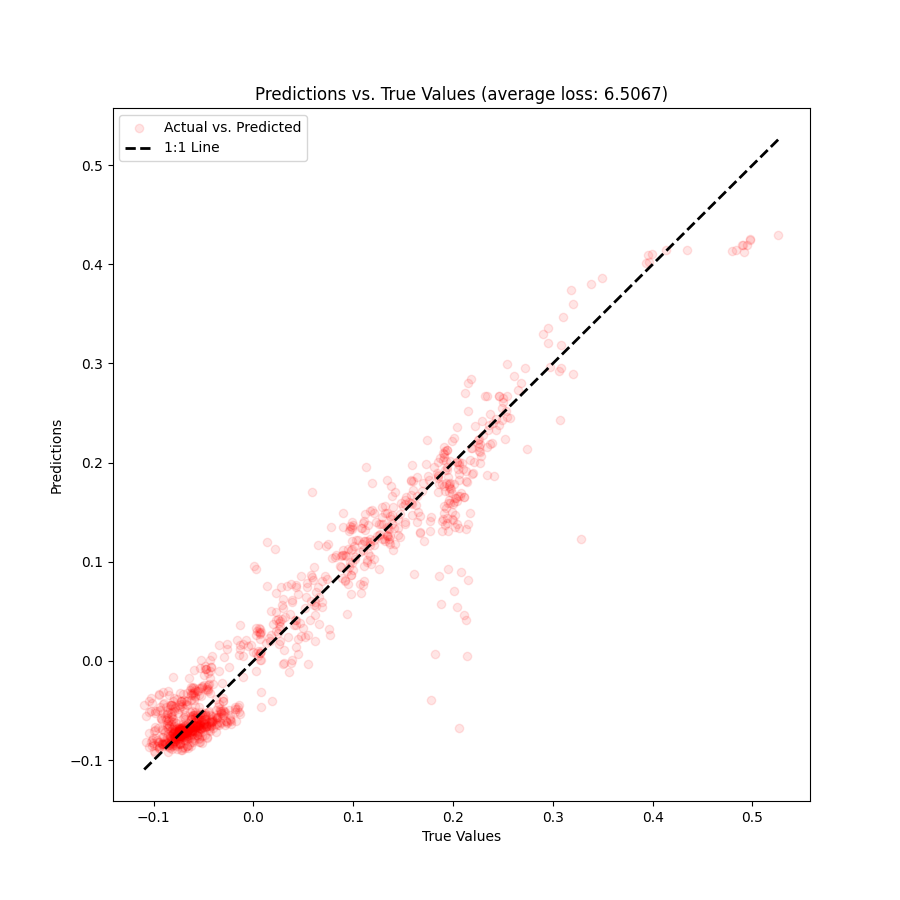 Predictions vs. True Values (average loss: 6.5067)
Actual vs. Predicted
1:1 Line
0.5
0.4
0.3
0.2
0.1
0.0
−0.1
Predictions
−0.1 0.0 0.1 0.2 0.3 0.4 0.5
True Values